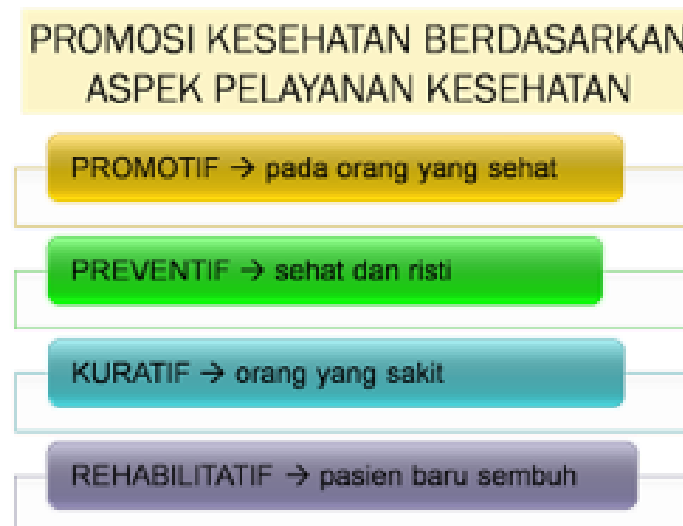 PROMOSI KESEHATAN BERDASARKAN
ASPEK PELAYANAN KESEHATAN
PROMOTIF → pada orang yang sehat
PREVENTIF → sehat dan risti
KURATIF → orang yang sakit
REHABILITATIF → pasien baru sembuh